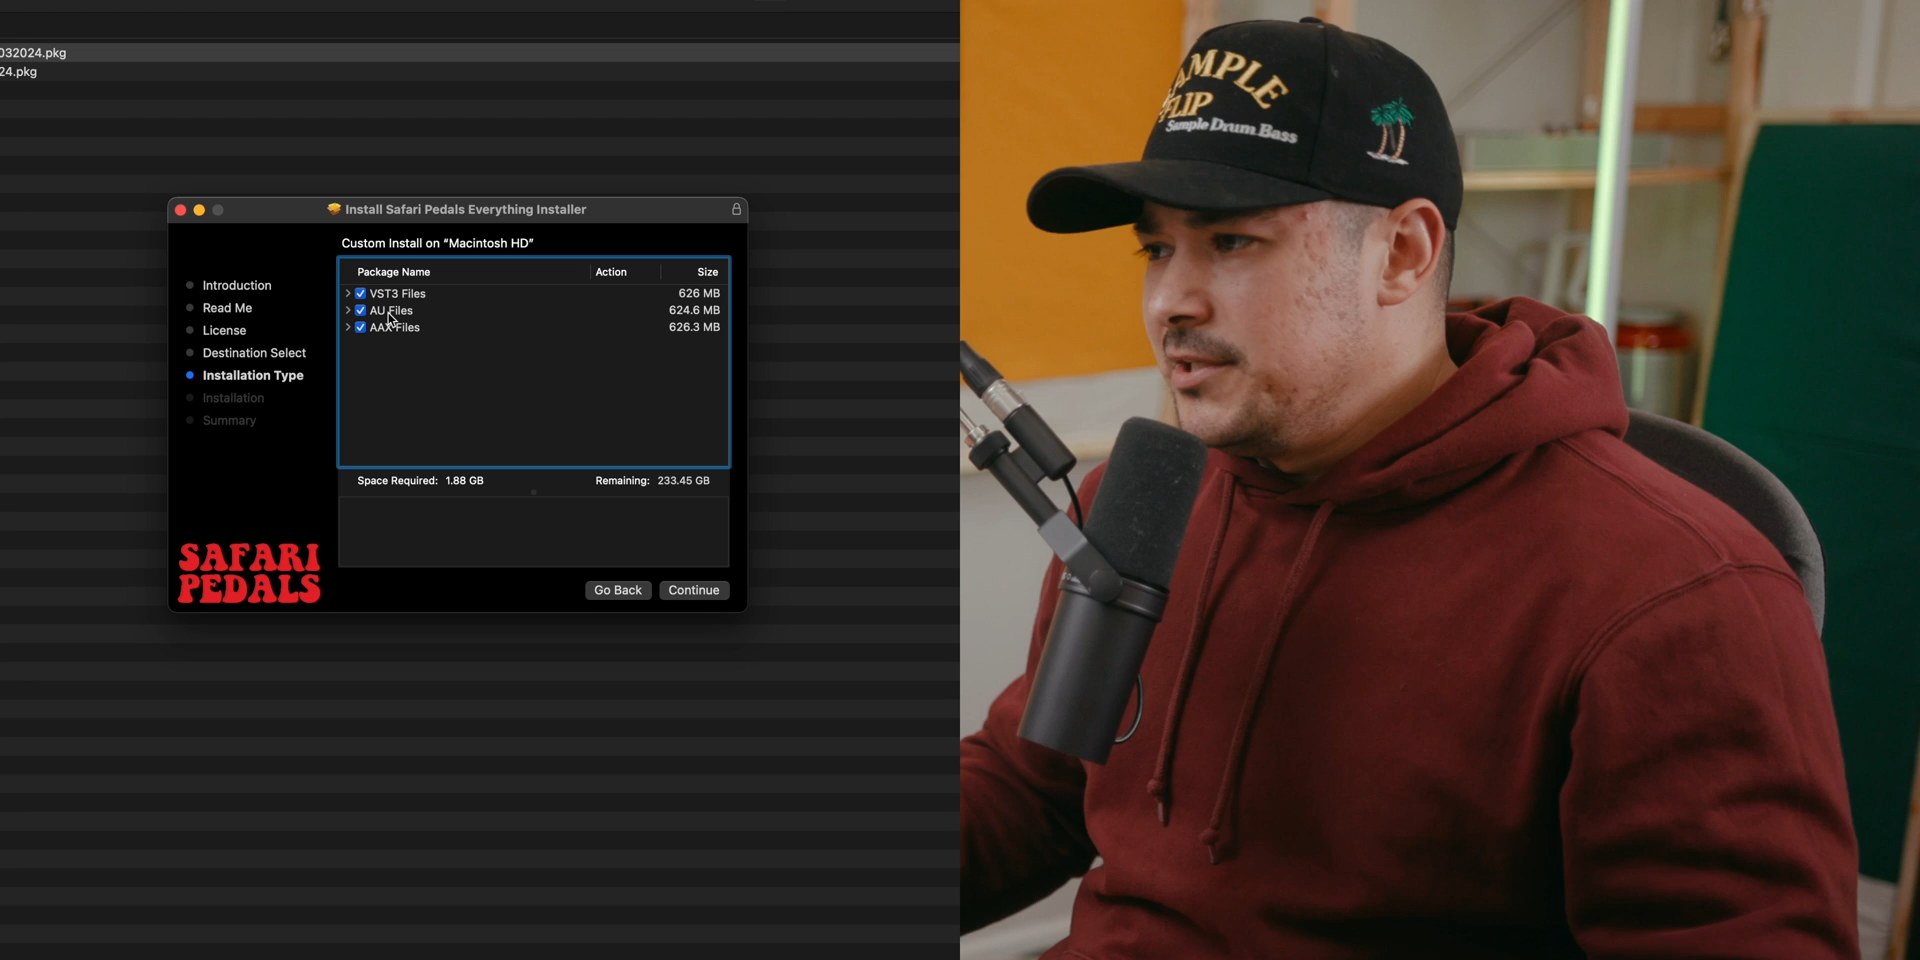 032024.pkg
24.pkg
Install Safari Pedals Everything Installer
Custom Install on “Macintosh HD”
Package Name Action Size
VST3 Files 626 MB
AU Files 624.6 MB
AAX Files 626.3 MB
Introduction
Read Me
License
Destination Select
Installation Type
Installation
Summary
Space Required: 1.88 GB Remaining: 233.45 GB
Go Back Continue
SAFARI
PEDALS
AMPLE
FLIP
Sample Drum Bass